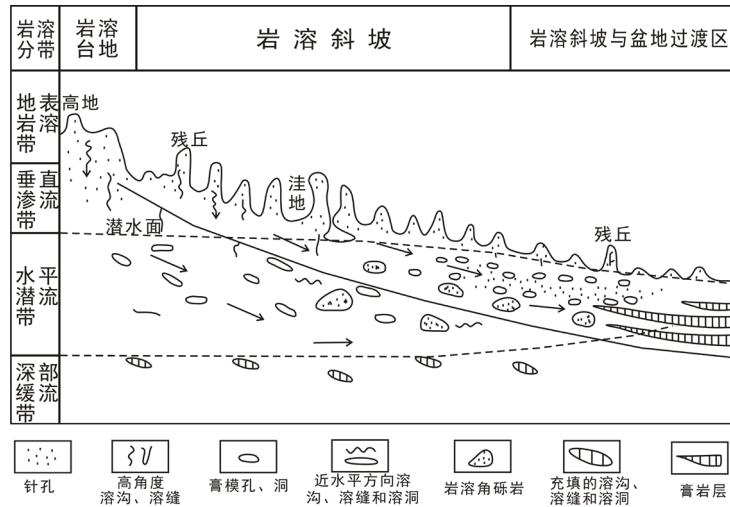 岩溶分带
岩溶台地
岩溶斜坡
岩溶斜坡与盆地过渡区
地表岩溶带
高地
残丘
垂直渗流带
洼地
潜水面
残丘
水平潜流带
深部缓流带
针孔
高角度
溶沟、溶缝
膏模孔、洞
近水平方向溶
沟、溶缝和溶洞
岩溶角砾岩
充填的溶沟、
溶缝和溶洞
膏岩层